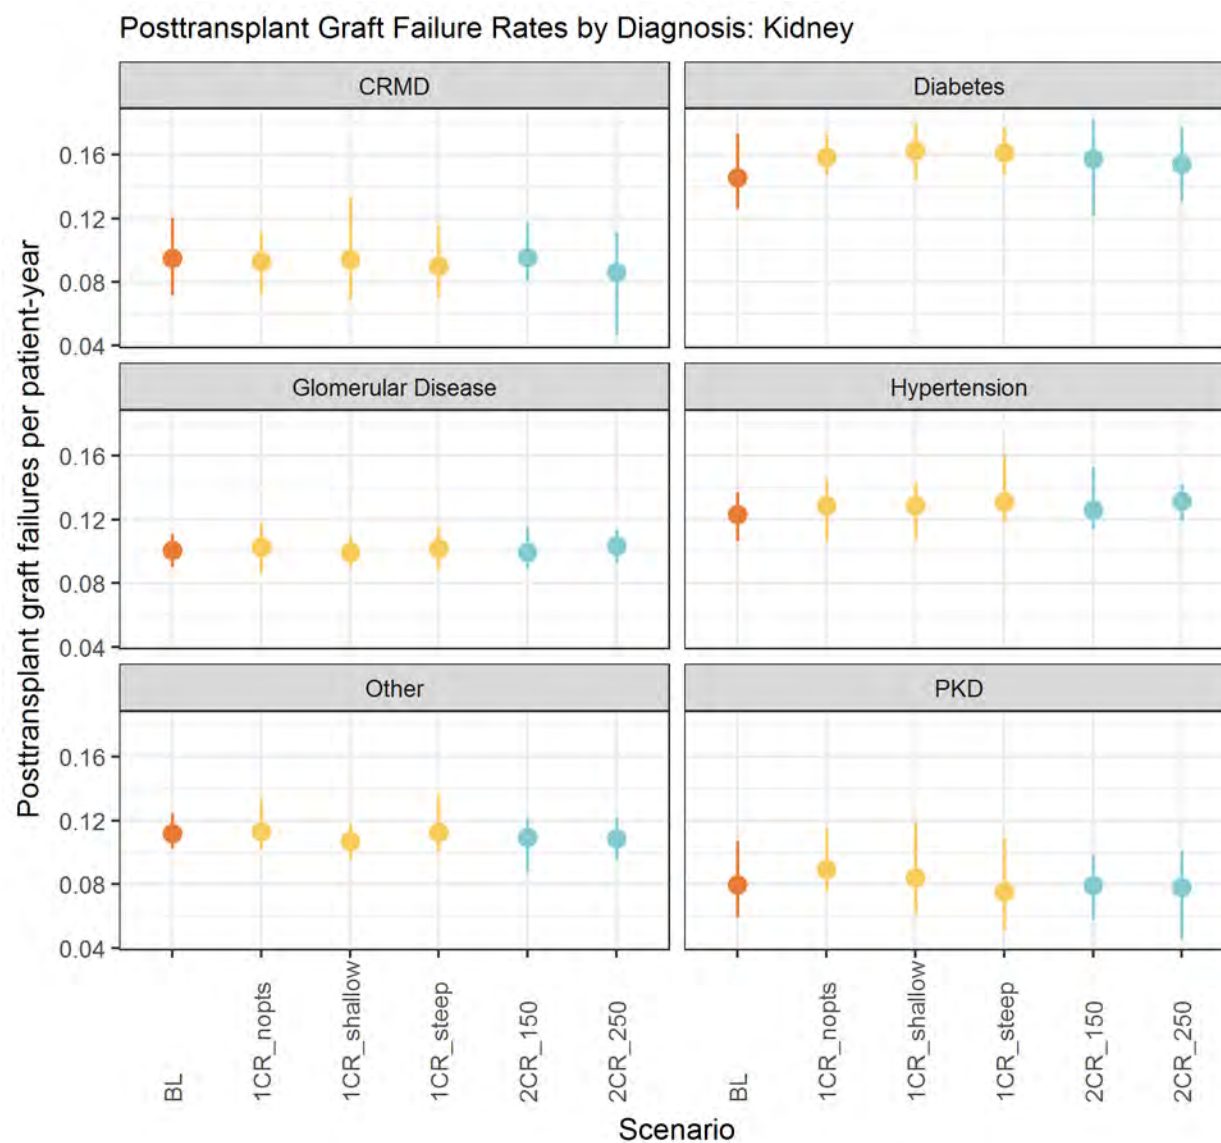 Posttransplant Graft Failure Rates by Diagnosis: Kidney
CRMD
Diabetes
0.16
0.12
0.08
0.04
Glomerular Disease
Hypertension
0.16
0.12
0.08
0.04
Other
PKD
0.16
0.12
0.08
0.04
Posttransplant graft failures per patient-year
BL
1CR_nopts
1CR_shallow
1CR_steep
2CR_150
2CR_250
BL
1CR_nopts
1CR_shallow
1CR_steep
2CR_150
2CR_250
Scenario